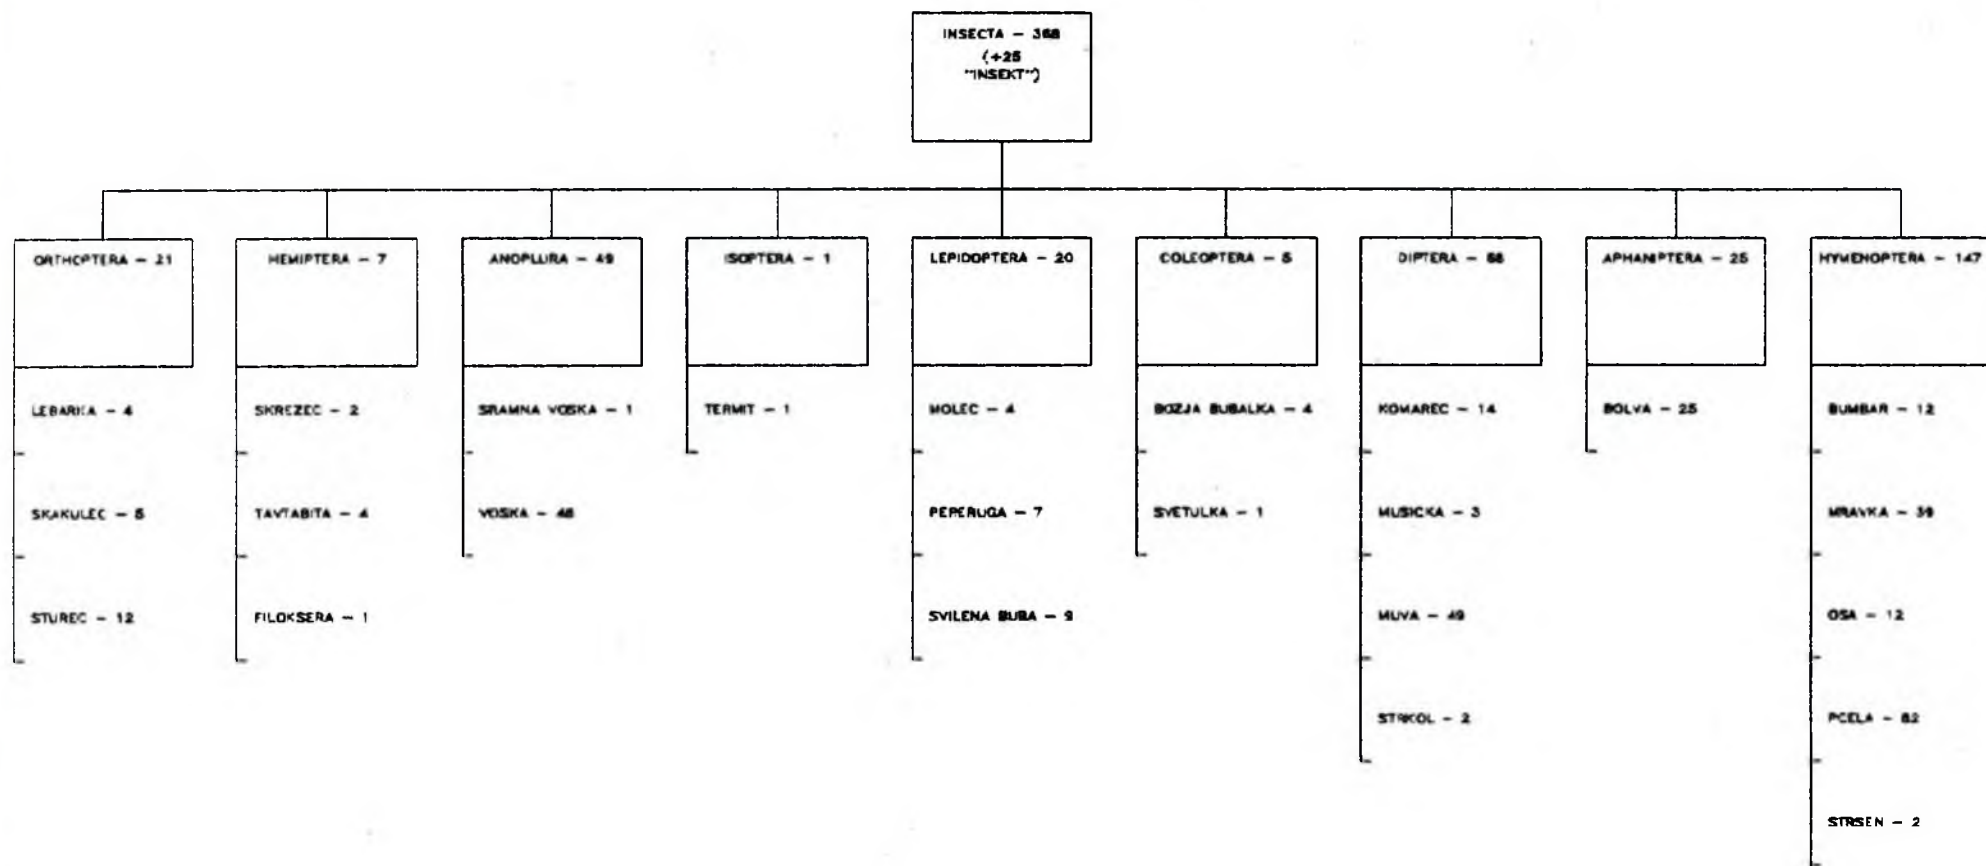 INSECTA – 368
(+25
"INSEKT")
ORTHOPTERA – 21
HEMIPTERA – 7
ANOPLURA – 49
ISOPTERA – 1
LEPIDOPTERA – 20
COLEOPTERA – 5
DIPTERA – 68
APHANIPTERA – 25
HYMENOPTERA – 147
LEBARKA – 4
SKREZEC – 2
SRAMNA VOSKA – 1
TERMIT – 1
MOLEC – 4
BOZJA BUBALKA – 4
KOMAREC – 14
BOLVA – 25
BUMBAR – 12
SKAKULEC – 5
TAVTABITA – 4
VOSKA – 48
PEPERUGA – 7
SVETULKA – 1
MUSICKA – 3
MRAVKA – 39
STUREC – 12
FILOKSERA – 1
SVILENA BUBA – 9
MUVA – 49
OSA – 12
STRKOL – 2
PCELA – 82
STRSEN – 2